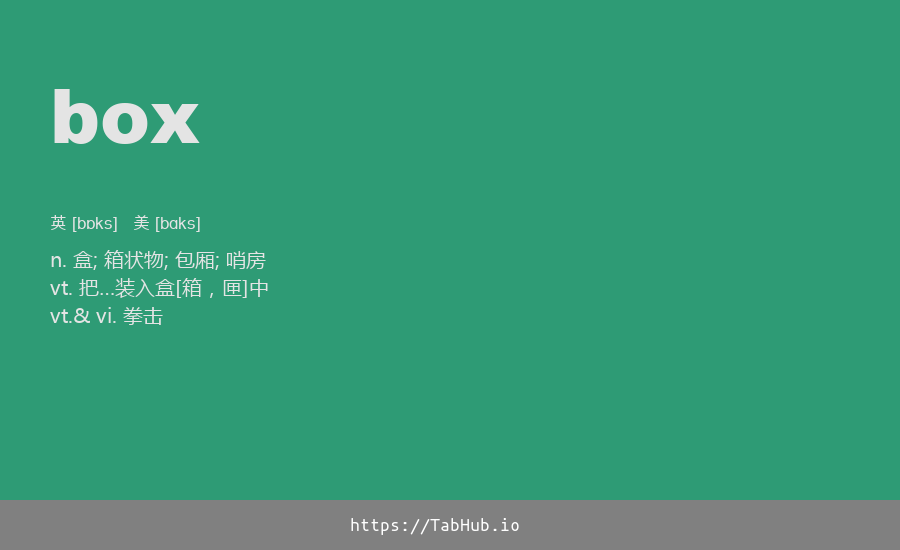 box
英 [bɒks] 美 [bɑks]
n. 盒; 箱状物; 包厢; 哨房
vt. 把...装入盒[箱，匣]中
vt.& vi. 拳击
https://TabHub.io